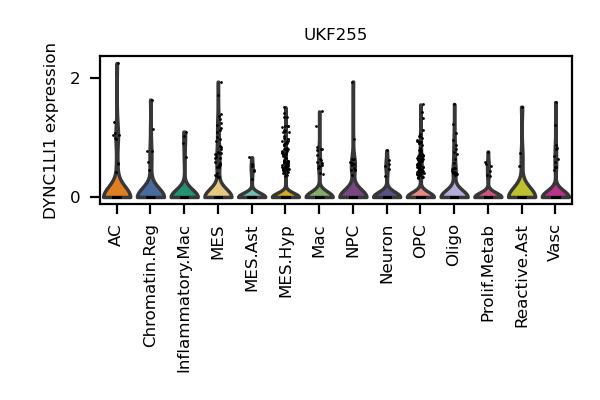 UKF255
DYNC1LI1 expression
2
0
AC
Chromatin.Reg
Inflammatory.Mac
MES
MES.Ast
MES.Hyp
Mac
NPC
Neuron
OPC
Oligo
Prolif.Metab
Reactive.Ast
Vasc